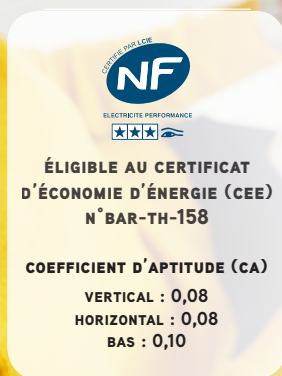 CERTIFIÉ PAR LCIE
NF
ELECTRICITE PERFORMANCE
ÉLIGIBLE AU CERTIFICAT
D'ÉCONOMIE D'ÉNERGIE (CEE)
N°BAR-TH-158
COEFFICIENT D'APTITUDE (CA)
VERTICAL : 0,08
HORIZONTAL : 0,08
BAS : 0,10